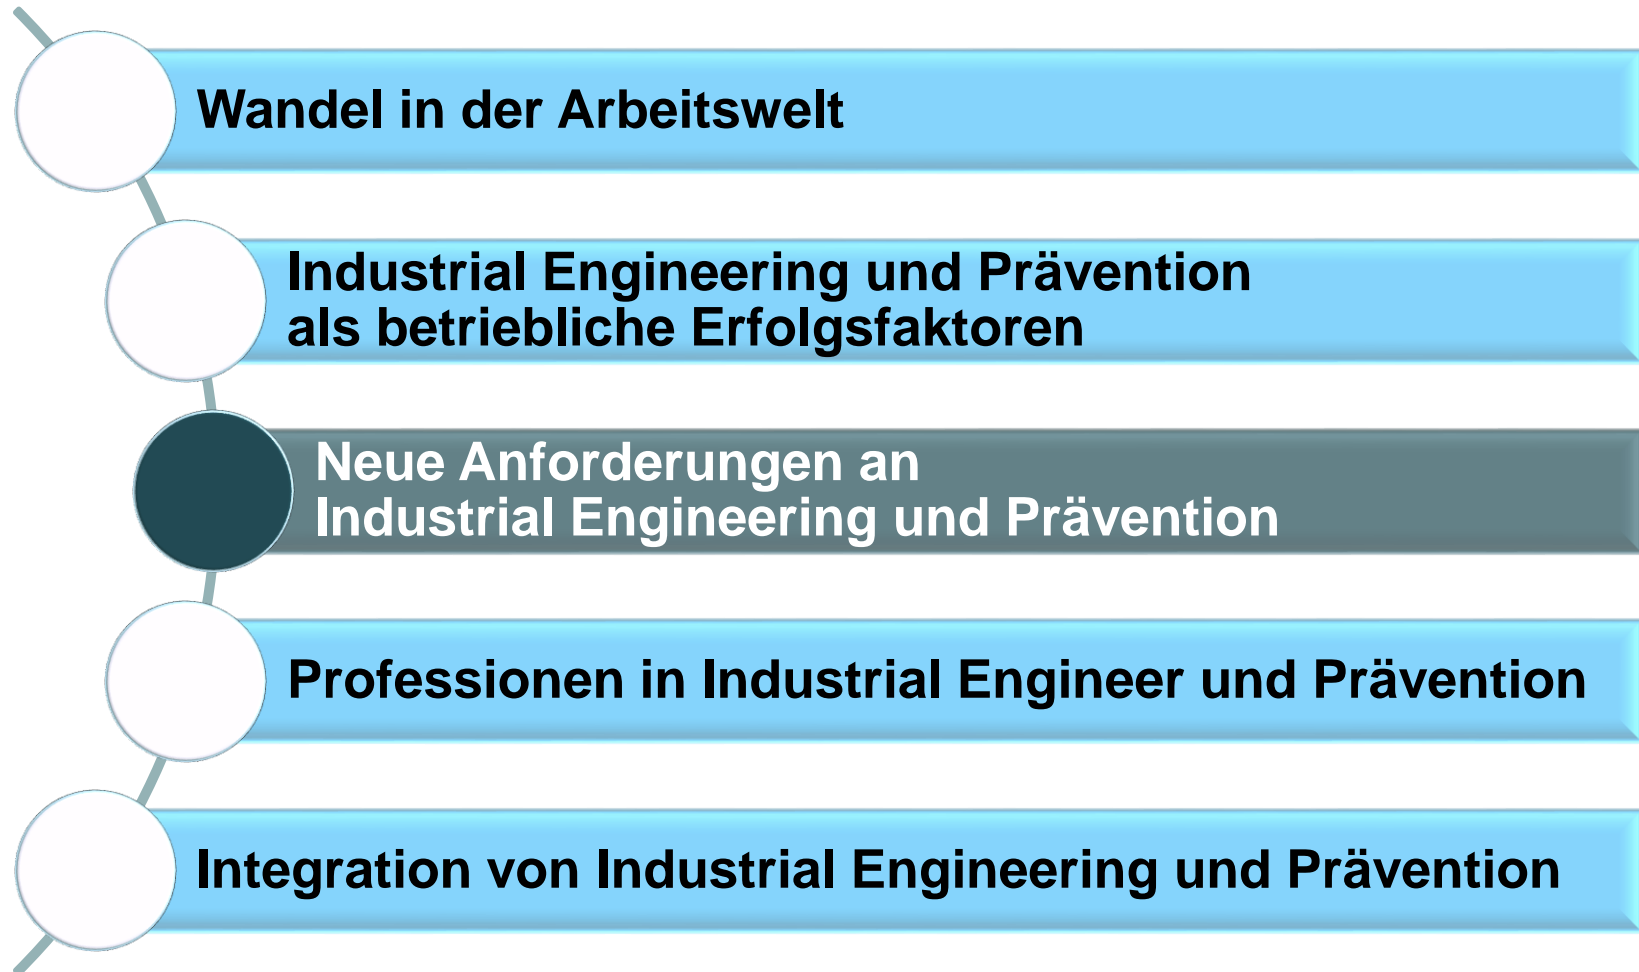 Wandel in der Arbeitswelt
Industrial Engineering und Prävention
als betriebliche Erfolgsfaktoren
Neue Anforderungen an
Industrial Engineering und Prävention
Professionen in Industrial Engineer und Prävention
Integration von Industrial Engineering und Prävention